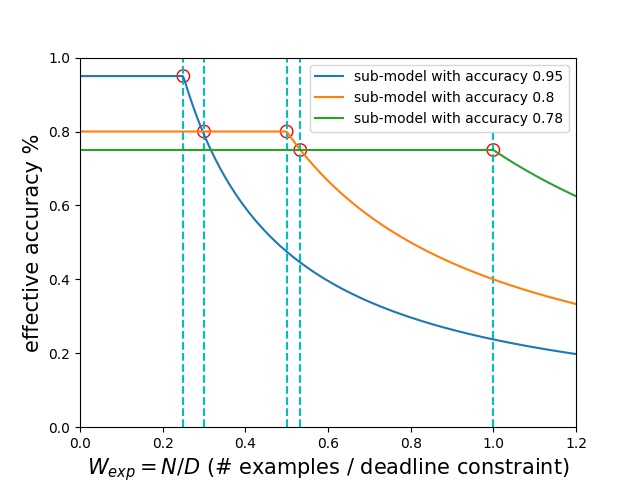 sub-model with accuracy 0.95
sub-model with accuracy 0.8
sub-model with accuracy 0.78
effective accuracy %
1.0
0.8
0.6
0.4
0.2
0.0
0.0 0.2 0.4 0.6 0.8 1.0 1.2
W_exp = N/D (# examples / deadline constraint)